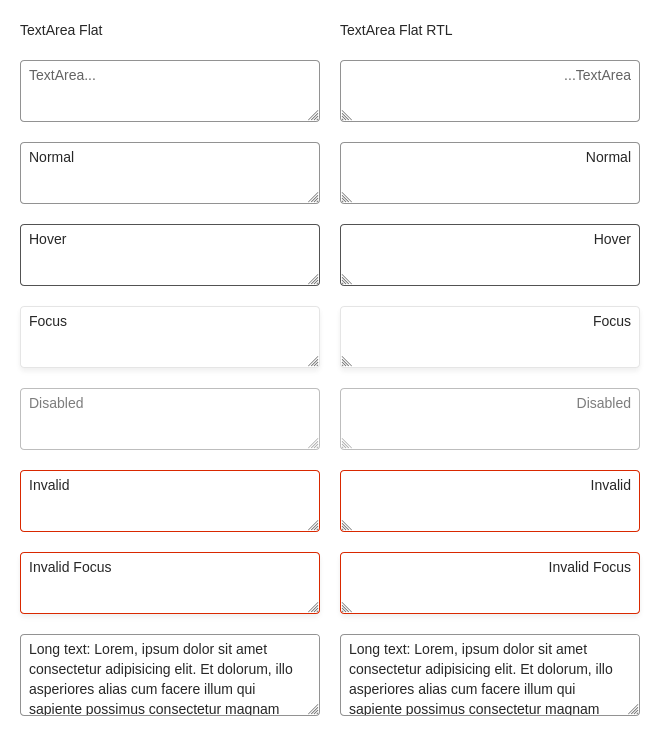 TextArea Flat
TextArea Flat RTL
TextArea...
...TextArea
Normal
Normal
Hover
Hover
Focus
Focus
Disabled
Disabled
Invalid
Invalid
Invalid Focus
Invalid Focus
Long text: Lorem, ipsum dolor sit amet
consectetur adipisicing elit. Et dolorum, illo
asperiores alias cum facere illum qui
sapiente possimus consectetur magnam
Long text: Lorem, ipsum dolor sit amet
consectetur adipisicing elit. Et dolorum, illo
asperiores alias cum facere illum qui
sapiente possimus consectetur magnam